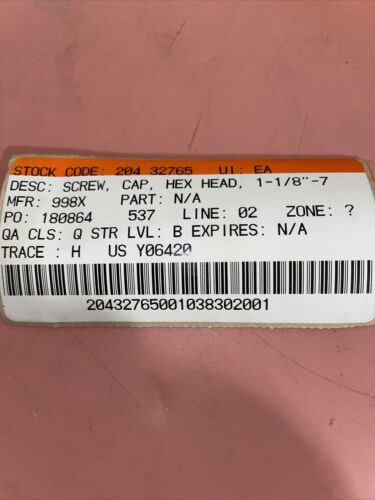 STOCK CODE: 204 32765 UI: EA
DESC: SCREW, CAP, HEX HEAD, 1-1/8"-7
MFR: 998X PART: N/A
PO: 180864 537 LINE: 02 ZONE: ?
QA CLS: Q STR LVL: B EXPIRES: N/A
TRACE : H US Y06420
20432765001038302001